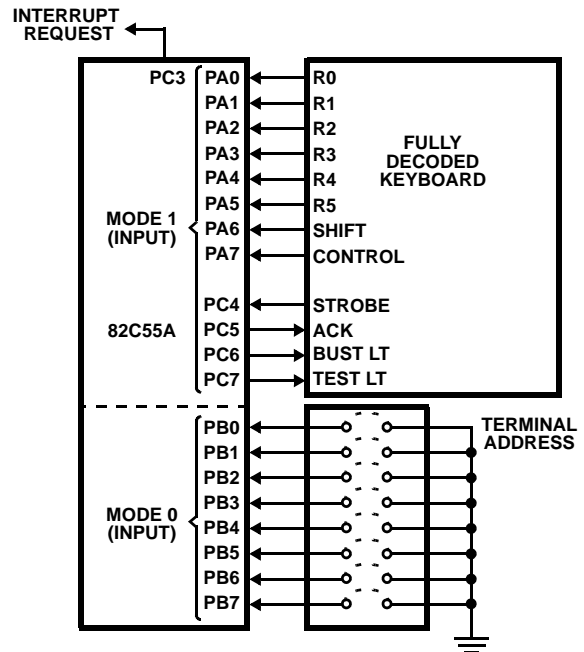 INTERRUPT
REQUEST
PC3 PA0 R0
PA1 R1
PA2 R2
PA3 R3
PA4 R4
PA5 R5
PA6 SHIFT
PA7 CONTROL
MODE 1
(INPUT)
FULLY
DECODED
KEYBOARD
PC4 STROBE
82C55A PC5 ACK
PC6 BUST LT
PC7 TEST LT
PB0
PB1
PB2
PB3
PB4
PB5
PB6
PB7
MODE 0
(INPUT)
TERMINAL
ADDRESS